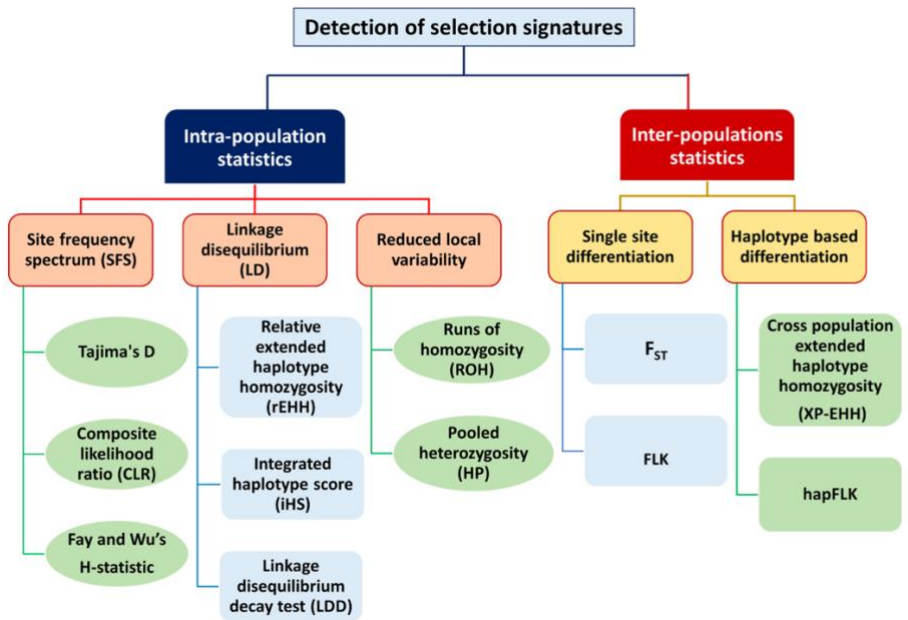 Detection of selection signatures
Intra-population
statistics
Inter-populations
statistics
Site frequency
spectrum (SFS)
Linkage
disequilibrium
(LD)
Reduced local
variability
Single site
differentiation
Haplotype based
differentiation
Tajima's D
Composite
likelihood
ratio (CLR)
Fay and Wu’s
H-statistic
Relative
extended
haplotype
homozygosity
(rEHH)
Integrated
haplotype score
(iHS)
Linkage
disequilibrium
decay test (LDD)
Runs of
homozygosity
(ROH)
Pooled
heterozygosity
(HP)
FST
FLK
Cross population
extended
haplotype
homozygosity
(XP-EHH)
hapFLK